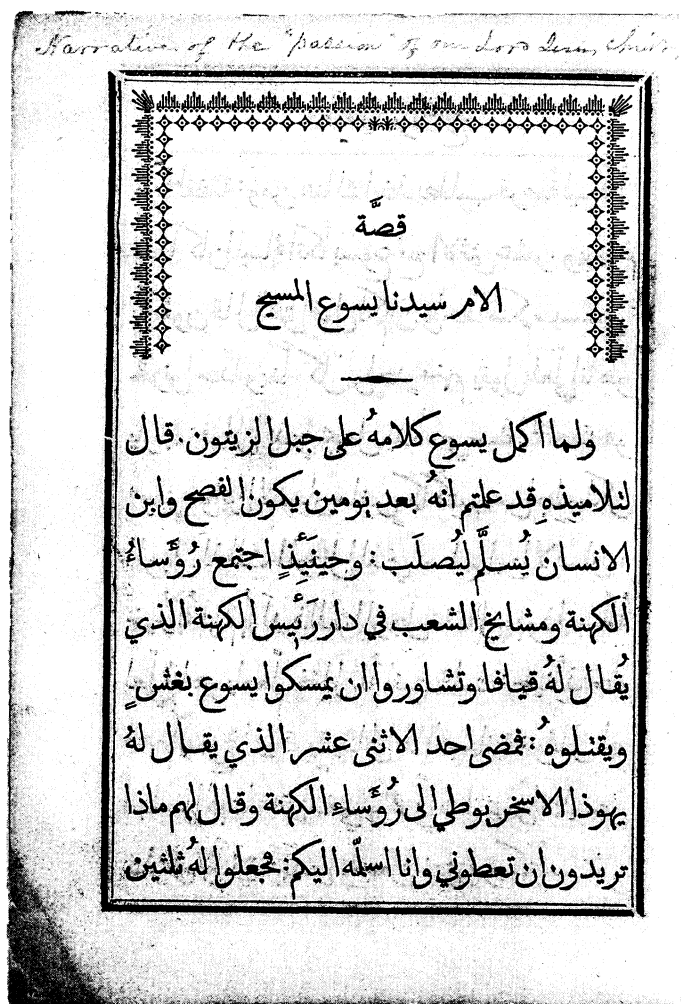 Narrative of the "passion" of our Lord Jesus Christ
قصَّة
الام سيدنا يسوع المسيح
ولما اكمل يسوع كلامهُ على جبل الزيتون. قال
لتلاميذهِ قد علمتم انهُ بعد يومين يكون الفصح وابن
الانسان يُسلَّم ليُصلَب: وحينَئِذٍ اجتمع رُؤَساءُ
الكهنة ومشايخ الشعب في دار رَئِيس الكهنة الذي
يُقال لهُ قيافا وتشاوروا ان يمسكوا يسوع بغش.ٍ
ويقتلوهُ: فمضى احد الاثنى عشر الذي يقال لهُ
يهوذا الاسخريوطي الى رُؤَساءِ الكهنة وقال لهم ماذا
تريدون ان تعطوني وانا اسلّمه اليكم: فجعلوا لهُ ثلثين